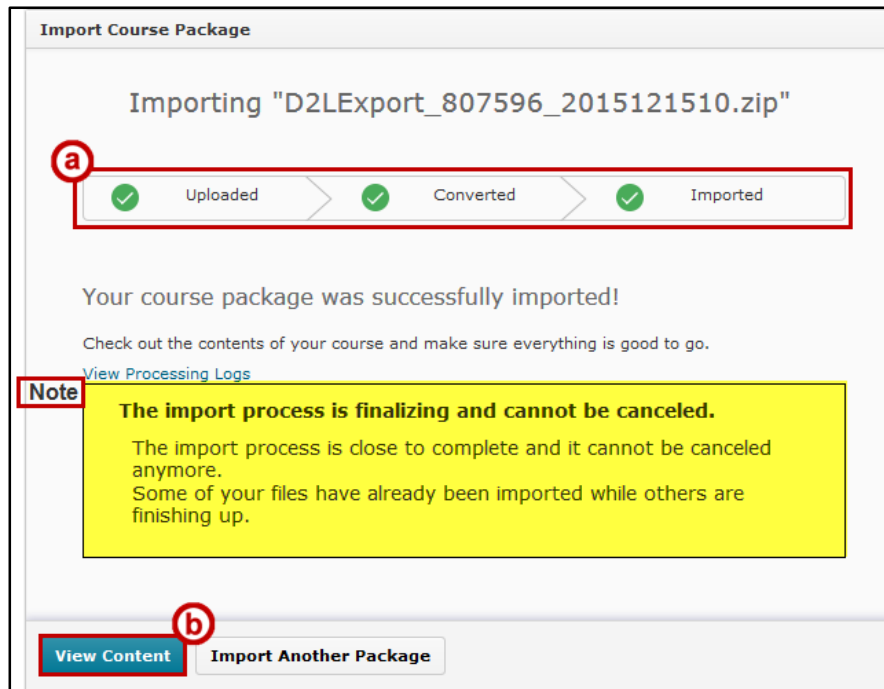 Import Course Package
Importing "D2LExport_807596_2015121510.zip"
a
Uploaded Converted Imported
Your course package was successfully imported!
Check out the contents of your course and make sure everything is good to go.
View Processing Logs
Note
The import process is finalizing and cannot be canceled.
The import process is close to complete and it cannot be canceled
anymore.
Some of your files have already been imported while others are
finishing up.
b
View Content Import Another Package